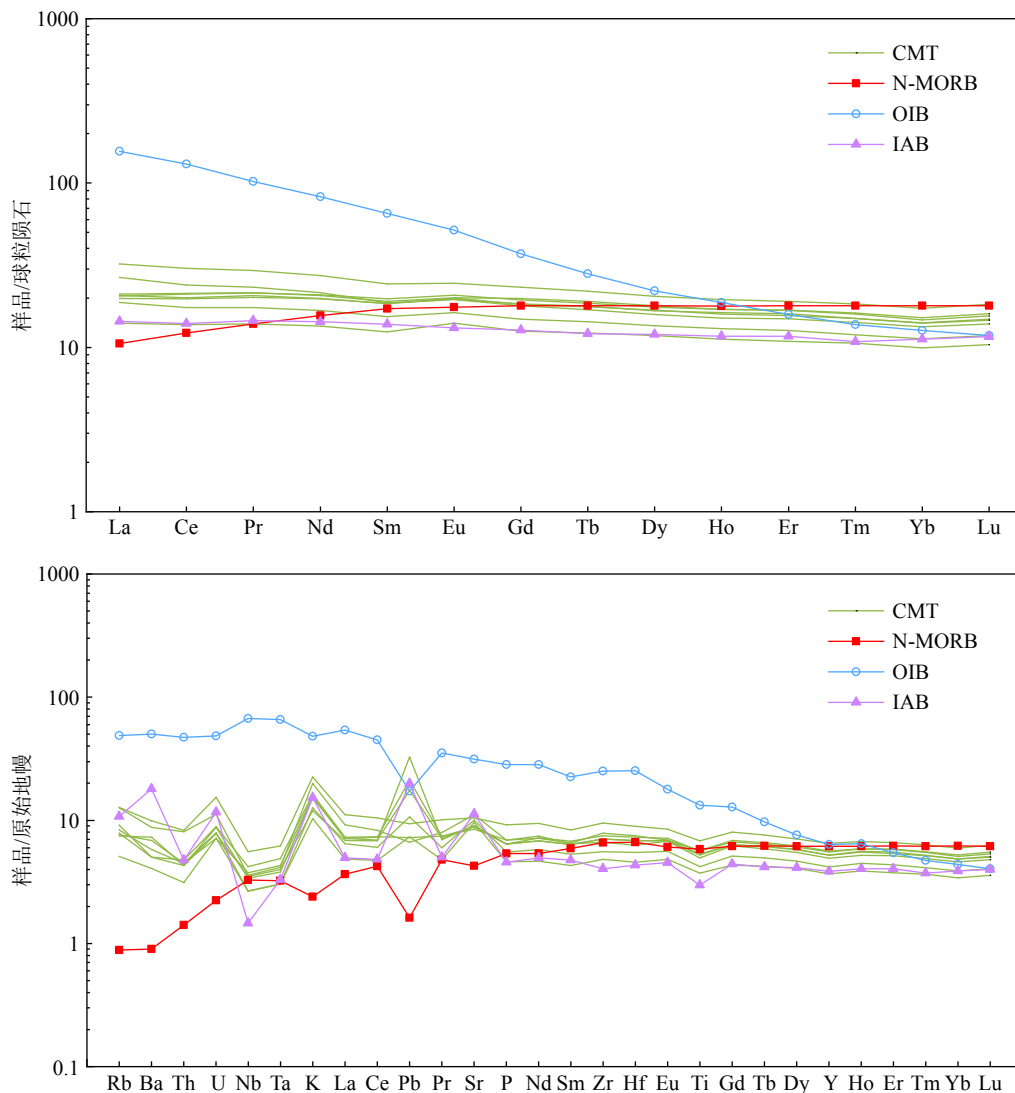 1000
100
10
1
样品/球粒陨石
CMT
N-MORB
OIB
IAB
La Ce Pr Nd Sm Eu Gd Tb Dy Ho Er Tm Yb Lu
1000
100
10
1
0.1
样品/原始地幔
CMT
N-MORB
OIB
IAB
Rb Ba Th U Nb Ta K La Ce Pb Pr Sr P Nd Sm Zr Hf Eu Ti Gd Tb Dy Y Ho Er Tm Yb Lu